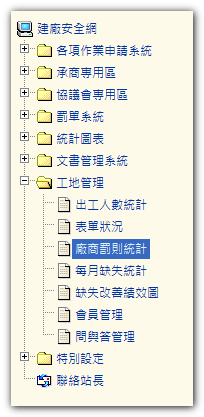 建廠安全網
各項作業申請系統
承商專用區
協議會專用區
罰單系統
統計圖表
文書管理系統
工地管理
出工人數統計
表單狀況
廠商罰則統計
每月缺失統計
缺失改善績效圖
會員管理
問與答管理
特別設定
聯絡站長